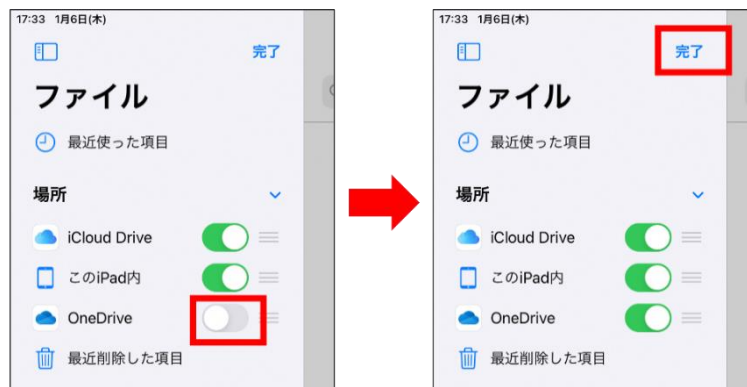 17:33 1月6日(木)
完了
ファイル
最近使った項目
場所
iCloud Drive
このiPad内
OneDrive
最近削除した項目
17:33 1月6日(木)
完了
ファイル
最近使った項目
場所
iCloud Drive
このiPad内
OneDrive
最近削除した項目